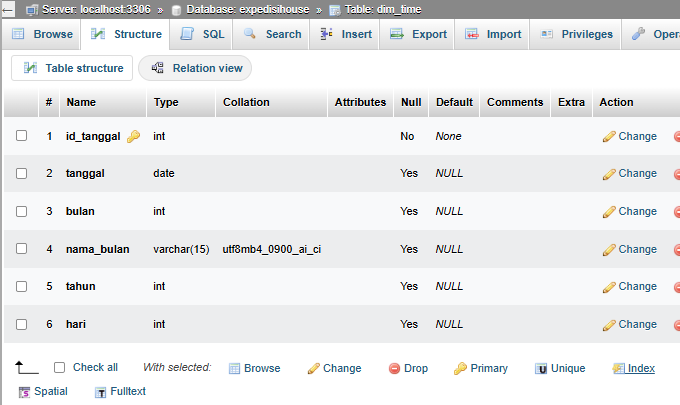 Server: localhost:3306 » Database: expedisihouse » Table: dim_time
Browse Structure SQL Search Insert Export Import Privileges Opera
Table structure Relation view
# Name Type Collation Attributes Null Default Comments Extra Action
1 id_tanggal int No None Change
2 tanggal date Yes NULL Change
3 bulan int Yes NULL Change
4 nama_bulan varchar(15) utf8mb4_0900_ai_ci Yes NULL Change
5 tahun int Yes NULL Change
6 hari int Yes NULL Change
Check all With selected: Browse Change Drop Primary Unique Index
Spatial Fulltext